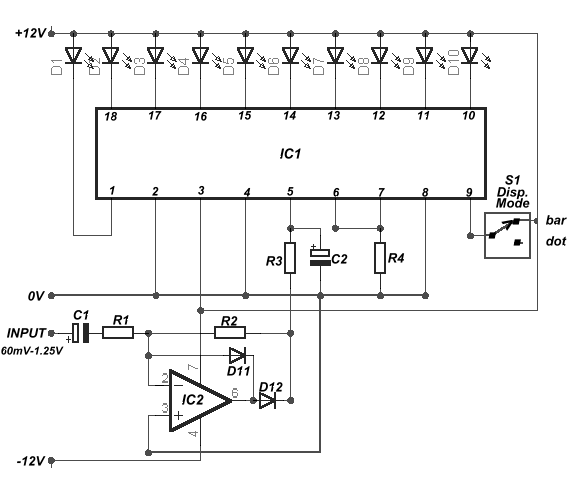 +12V
D1 D2 D3 D4 D5 D6 D7 D8 D9 D10
18 17 16 15 14 13 12 11 10
IC1
1 2 3 4 5 6 7 8 9
S1
Disp.
Mode
bar
dot
R3 C2 R4
+
0V
C1 R1 R2
INPUT
+
60mV-1.25V
D11
7
2
D12
IC2 6
3
4
-12V